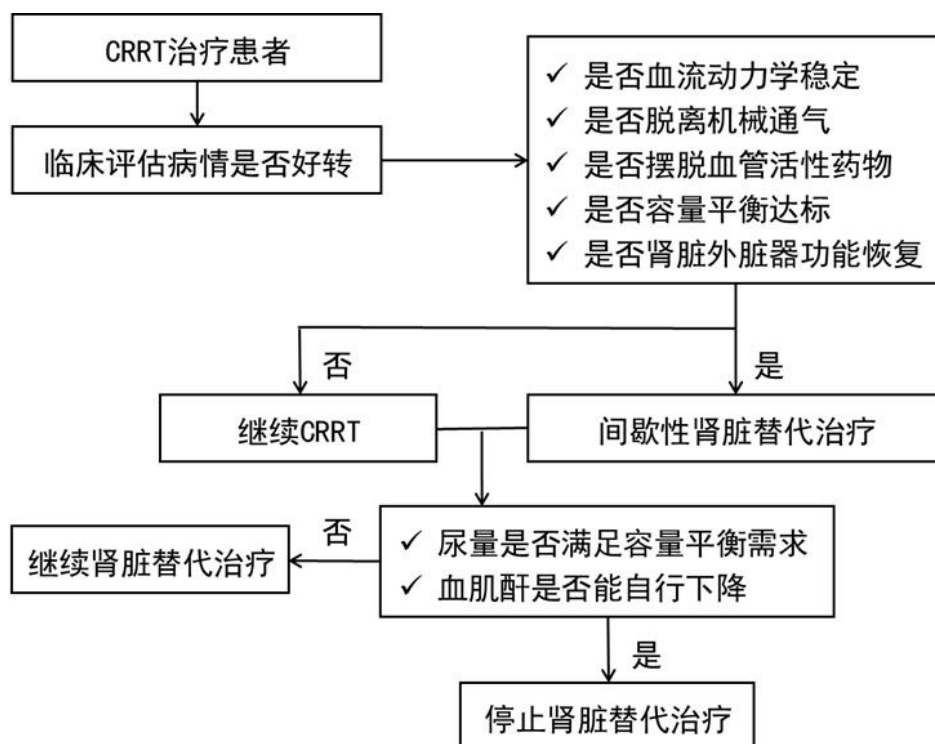 CRRT治疗患者
临床评估病情是否好转
✓ 是否血流动力学稳定
✓ 是否脱离机械通气
✓ 是否摆脱血管活性药物
✓ 是否容量平衡达标
✓ 是否肾脏外脏器功能恢复
否
是
继续CRRT
间歇性肾脏替代治疗
✓ 尿量是否满足容量平衡需求
✓ 血肌酐是否能自行下降
否
继续肾脏替代治疗
是
停止肾脏替代治疗